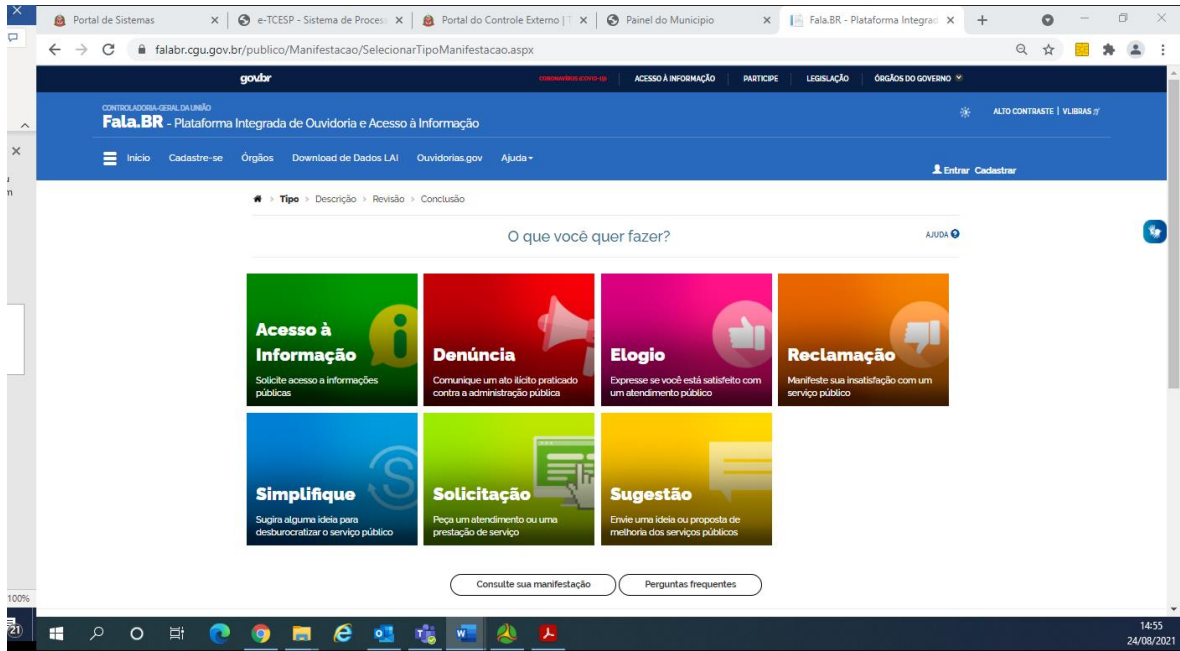 Portal de Sistemas
e-TCESP - Sistema de Process
Portal do Controle Externo | T
Painel do Municipio
Fala.BR - Plataforma Integrad
falabr.cgu.gov.br/publico/Manifestacao/SelecionarTipoManifestacao.aspx
gov.br
ACESSO À INFORMAÇÃO
PARTICIPE
LEGISLAÇÃO
ÓRGÃOS DO GOVERNO
CONTROLADORIA-GERAL DA UNIÃO
Fala.BR - Plataforma Integrada de Ouvidoria e Acesso à Informação
ALTO CONTRASTE | VLIBRAS
Início Cadastre-se Órgãos Download de Dados LAI Ouvidorias.gov Ajuda
Entrar Cadastrar
Tipo > Descrição > Revisão > Conclusão
O que você quer fazer?
AJUDA
Acesso à
Informação
Solicite acesso a informações
públicas
Denúncia
Comunique um ato ilícito praticado
contra a administração pública
Elogio
Expresse se você está satisfeito com
um atendimento público
Reclamação
Manifeste sua insatisfação com um
serviço público
Simplifique
Sugira alguma ideia para
desburocratizar o serviço público
Solicitação
Peça um atendimento ou uma
prestação de serviço
Sugestão
Envie uma ideia ou proposta de
melhoria dos serviços públicos
Consulte sua manifestação
Perguntas frequentes
100%
21
14:55
24/08/2021